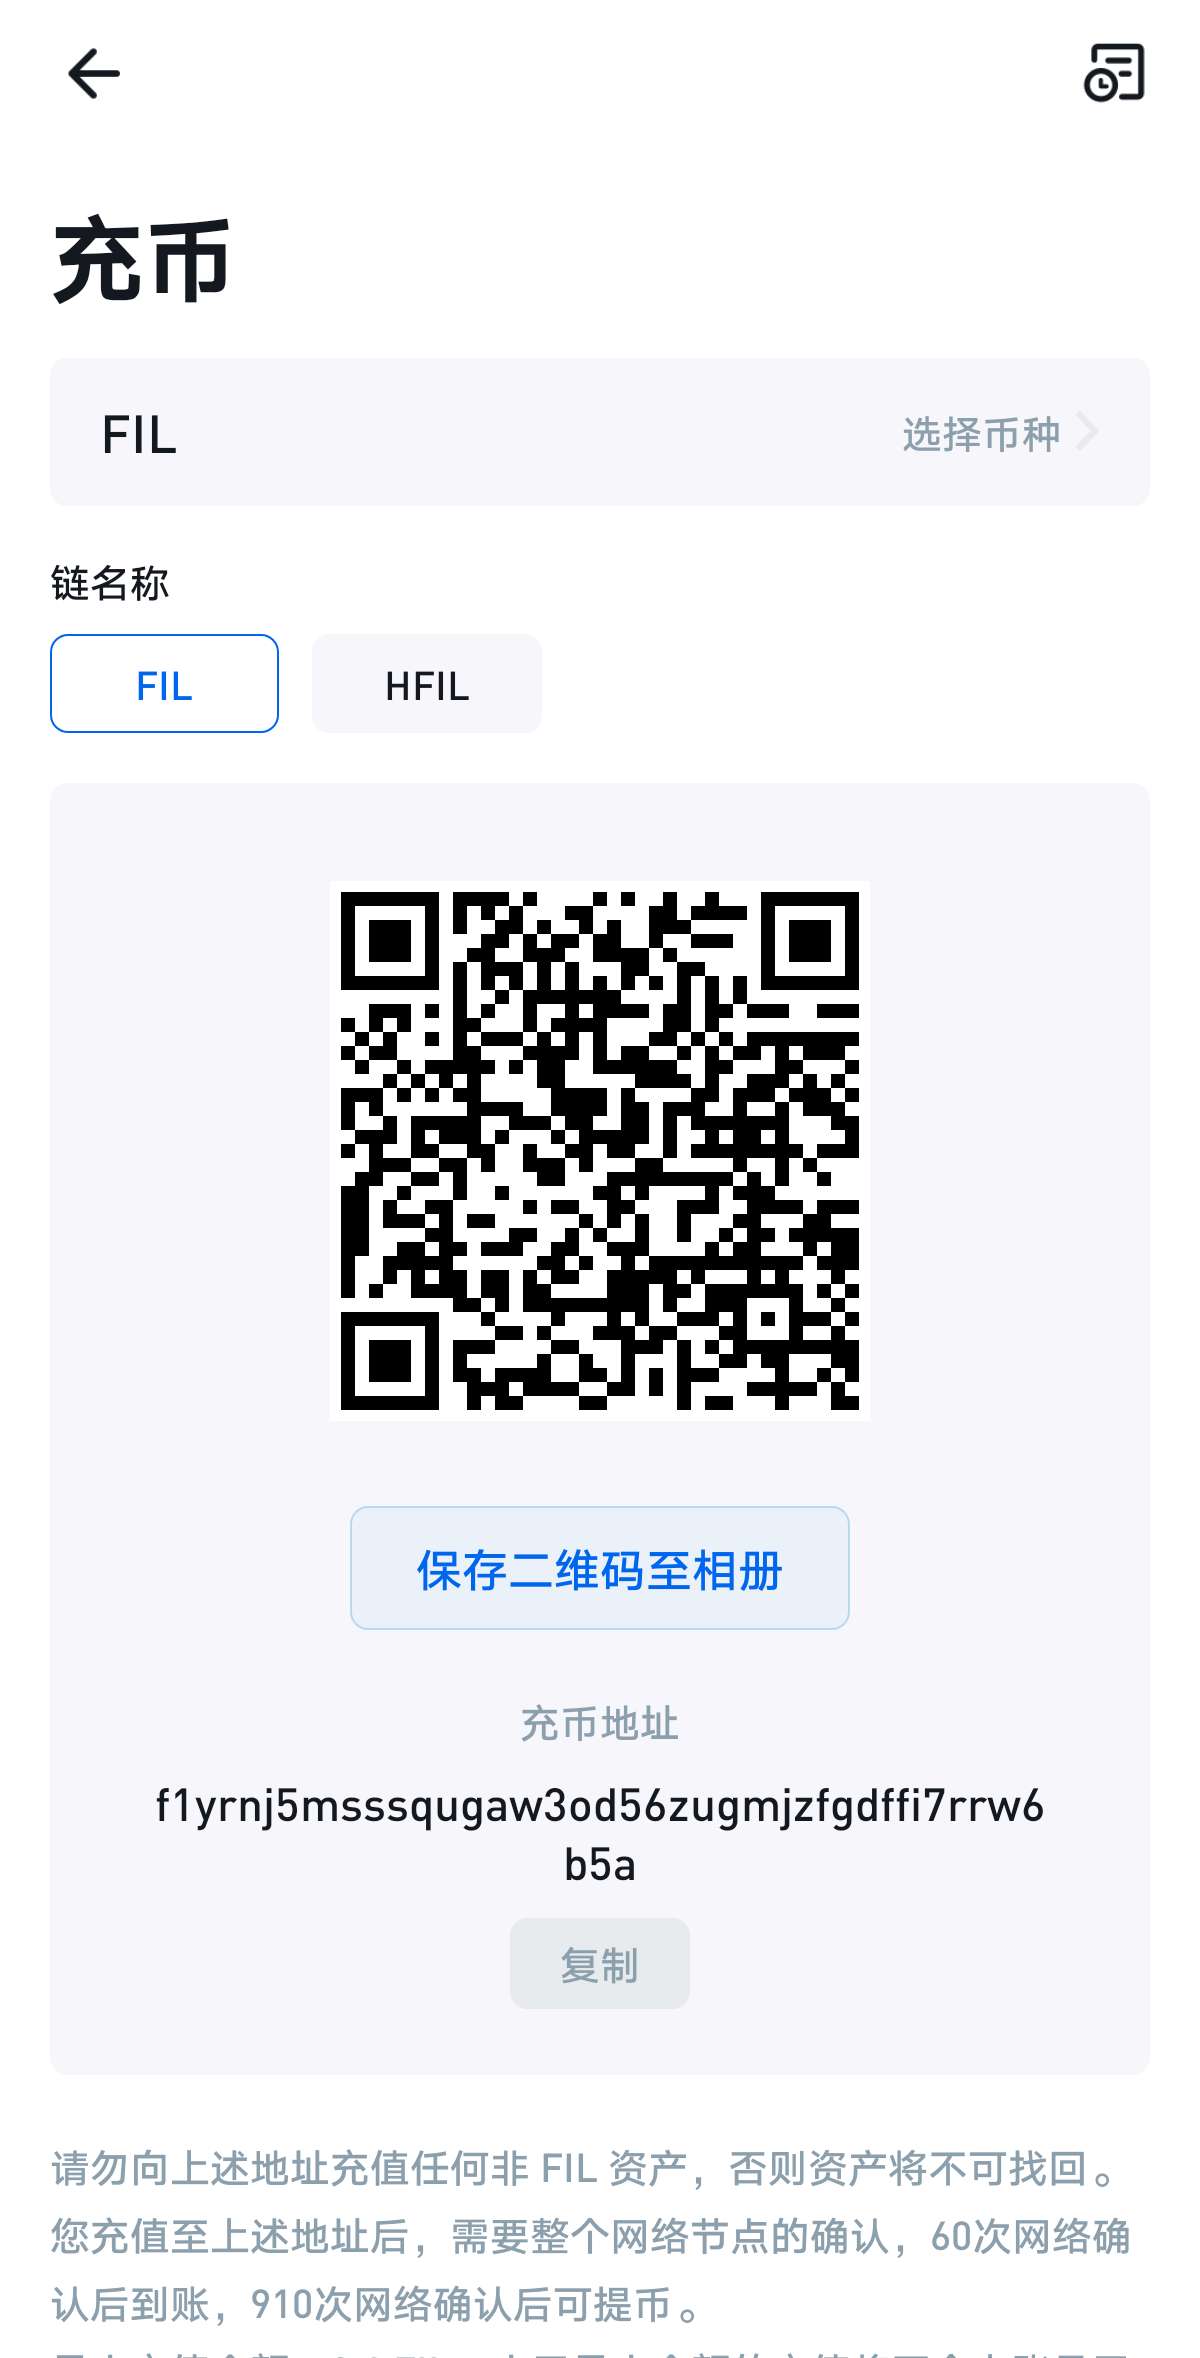 充币
FIL
选择币种
链名称
FIL
HFIL
保存二维码至相册
充币地址
f1yrnj5msssqugaw3od56zugmjzfgdffi7rrw6
b5a
复制
请勿向上述地址充值任何非 FIL 资产，否则资产将不可找回。
您充值至上述地址后，需要整个网络节点的确认，60次网络确
认后到账，910次网络确认后可提币。